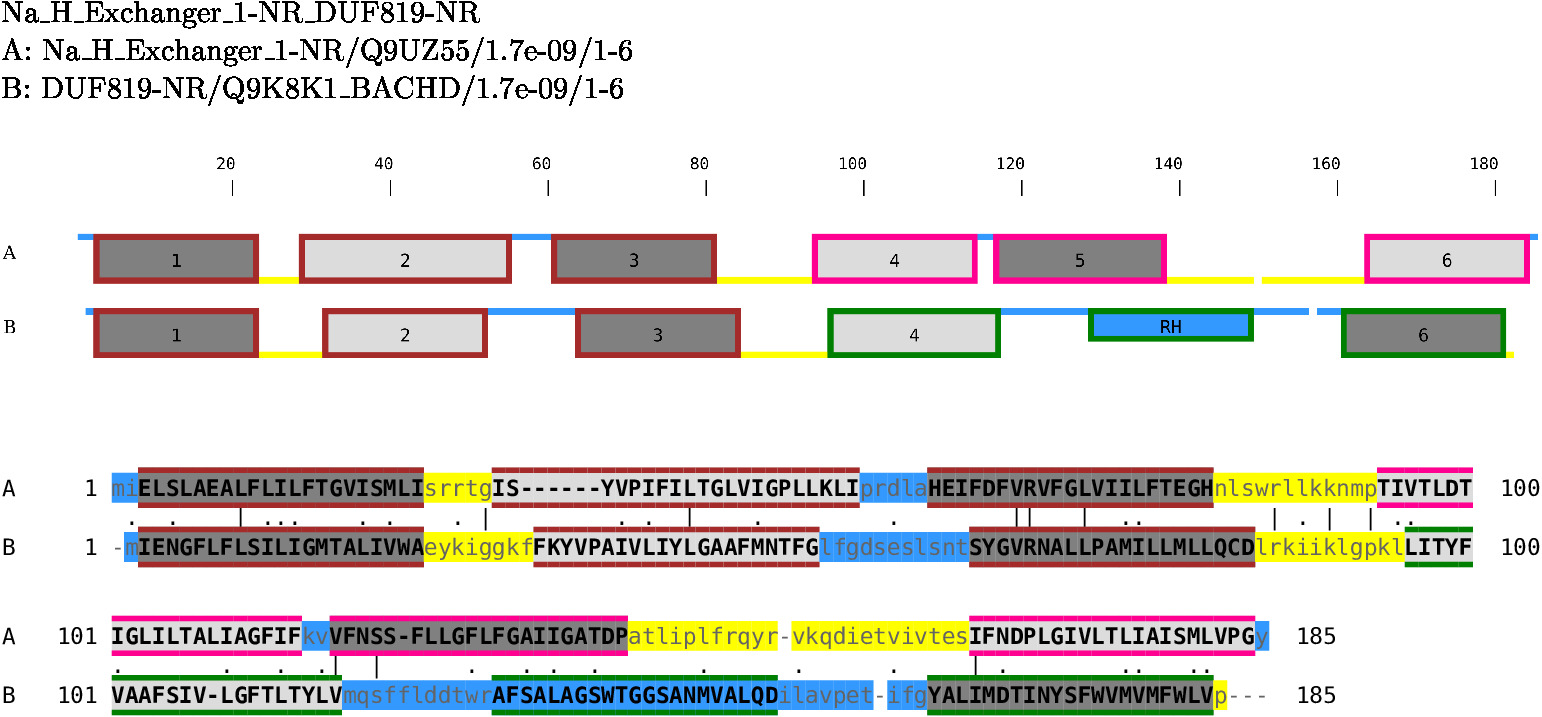 Na_H_Exchanger_1-NR_DUF819-NR
A: Na_H_Exchanger_1-NR/Q9UZ55/1.7e-09/1-6
B: DUF819-NR/Q9K8K1_BACHD/1.7e-09/1-6
20 40 60 80 100 120 140 160 180
A 1 2 3 4 5 6
B 1 2 3 4 RH 6
A 1 miELSLAEALFLILFTGVISMLISrrtgIS------YVPIFILTGLVIGPLLKLIprdlaHEIFDFVRVFGLVIILFTEGHnlswrllkknmpTIVTLDT 100
B 1 -mIENGFLFLSILIGMTALIVWAeykiggkfFKYVPAIVLIYLGAAFMNTFGlfgdseslsntSYGVRNALLPAMILLMLLQCDlrkiiklgpklLITYF 100
A 101 IGLILTALIAGFIFkvVFNSS-FLLGFLFGAIIGATDPatliplfrqyr-vkqdietvivtesIFNDPLGIVLTLIAISMLVPGy 185
B 101 VAAFSIV-LGFTLTYLVmqsfflddtwrAFSALAGSWTGGSANMVALQDilavpet-ifgYALIMDTINYSFWVMVMFWLVp--- 185